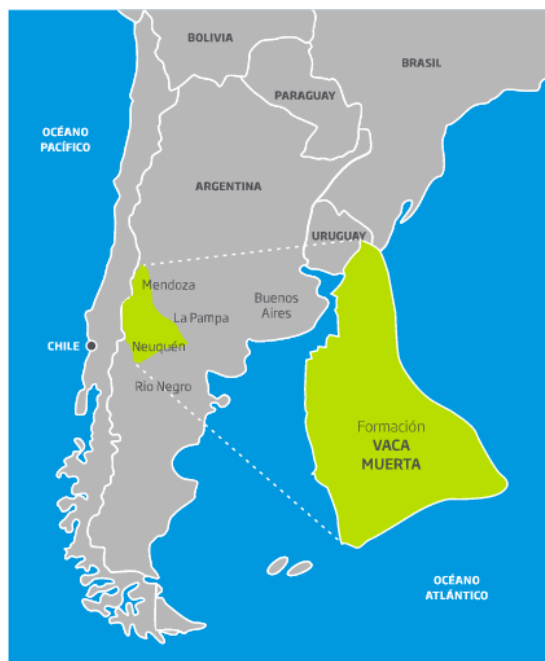 BOLIVIA
BRASIL
PARAGUAY
OCÉANO
PACÍFICO
ARGENTINA
URUGUAY
Mendoza
Buenos
Aires
La Pampa
CHILE
Neuquén
Río Negro
Formación
VACA
MUERTA
OCÉANO
ATLÁNTICO